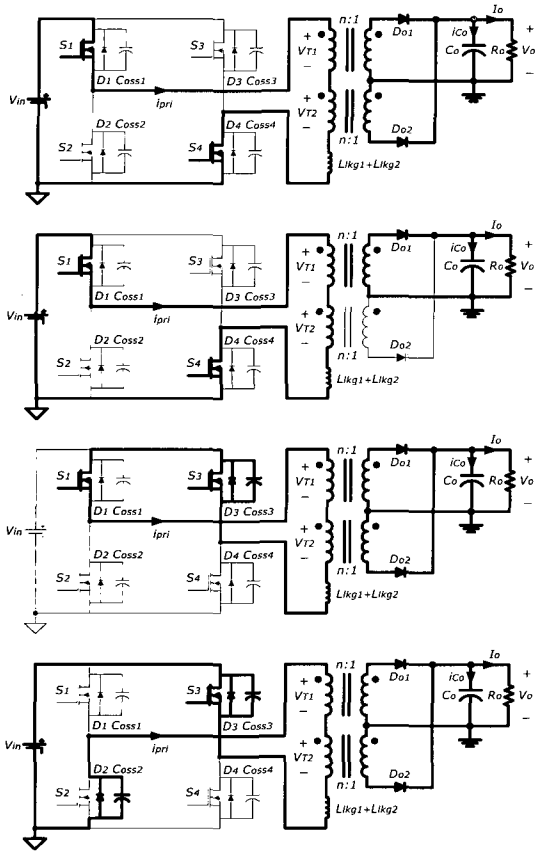 n:1
S1
S3
+
VT1
−
Do1
iCo
Io
+
Co
Ro
Vo
−
D1 Coss1
D3 Coss3
Vin
ipri
D2 Coss2
D4 Coss4
+
VT2
−
S2
S4
n:1
Do2
Llkg1+Llkg2
n:1
S1
S3
+
VT1
−
Do1
iCo
Io
+
Co
Ro
Vo
−
D1 Coss1
D3 Coss3
Vin
ipri
D2 Coss2
D4 Coss4
+
VT2
−
S2
S4
n:1
Do2
Llkg1+Llkg2
n:1
S1
S3
+
VT1
−
Do1
iCo
Io
+
Co
Ro
Vo
−
D1 Coss1
D3 Coss3
Vin
ipri
D2 Coss2
D4 Coss4
+
VT2
−
S2
S4
n:1
Do2
Llkg1+Llkg2
n:1
S1
S3
+
VT1
−
Do1
iCo
Io
+
Co
Ro
Vo
−
D1 Coss1
D3 Coss3
Vin
ipri
D2 Coss2
D4 Coss4
+
VT2
−
S2
S4
n:1
Do2
Llkg1+Llkg2